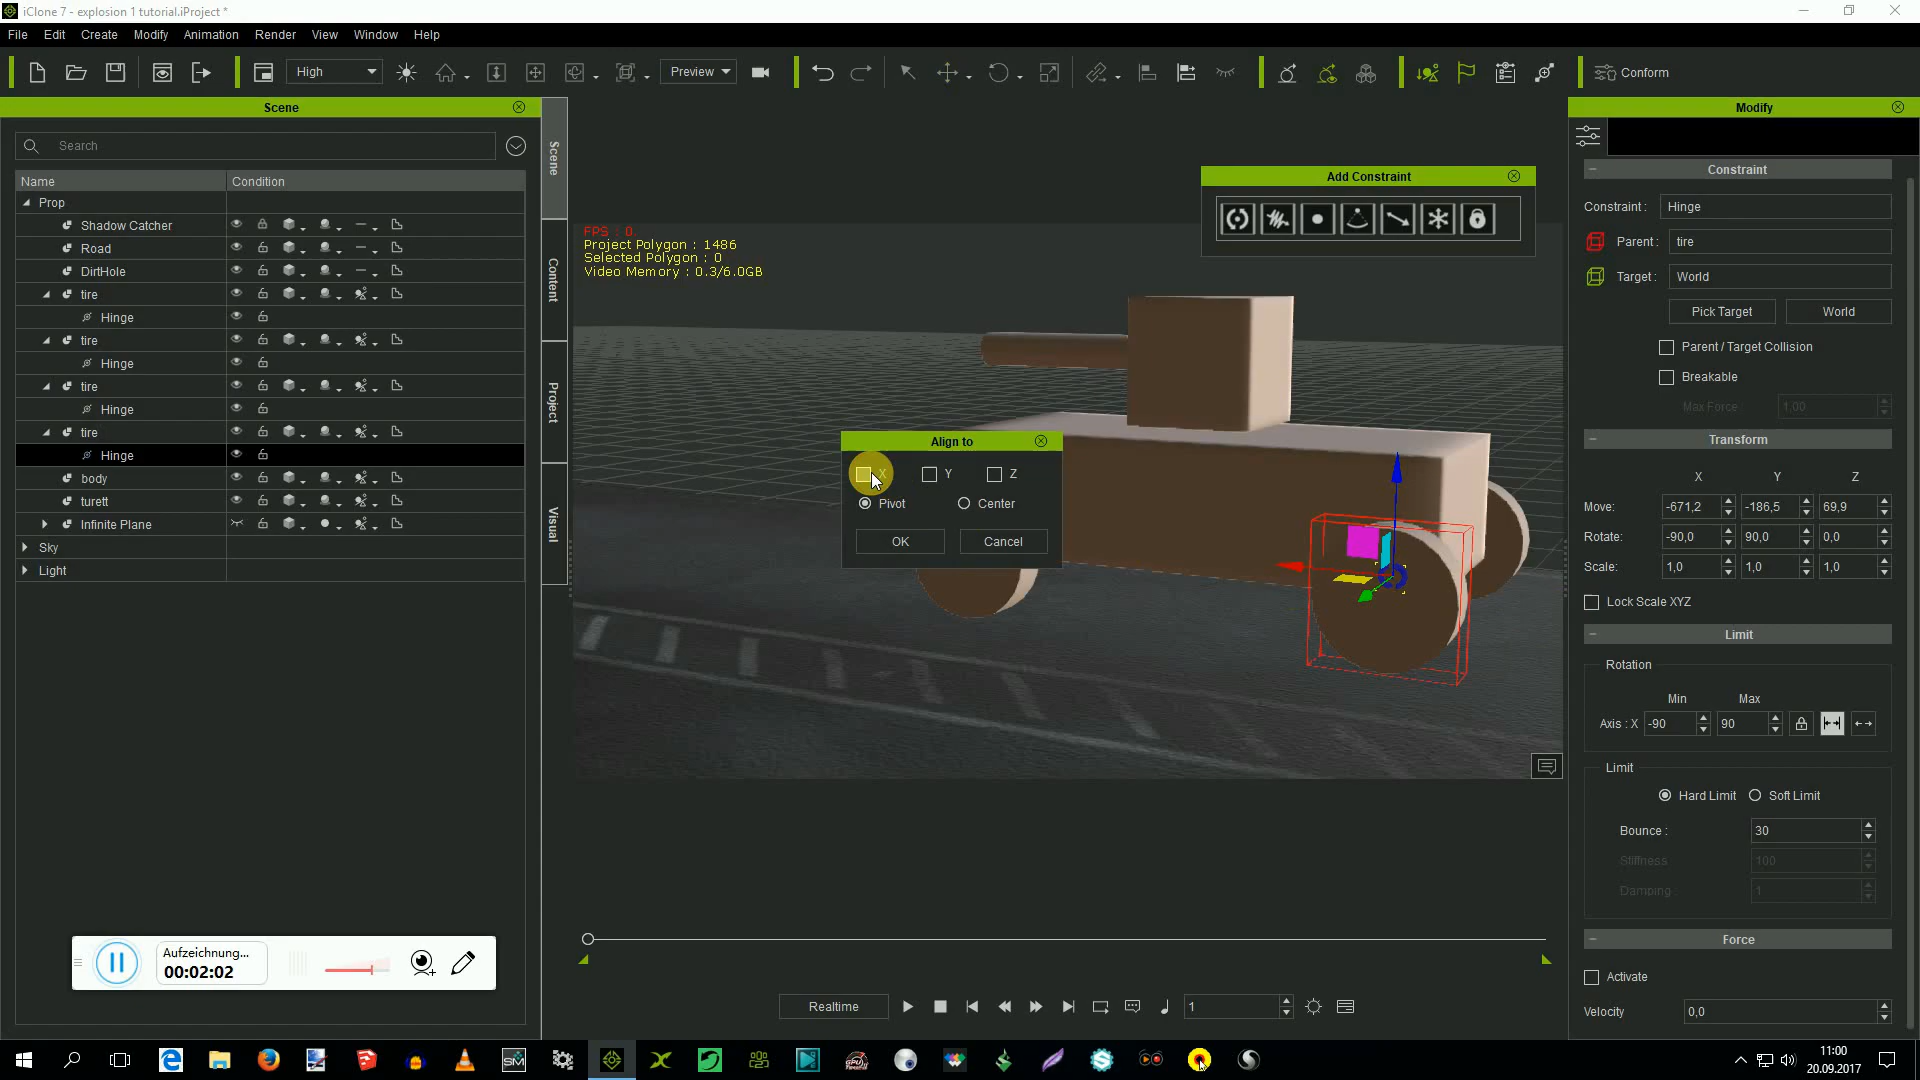 iClone 7 - explosion 1 tutorial.iProject *
File Edit Create Modify Animation Render View Window Help
High
Preview
Conform
Scene
Search
Name Condition
Prop
Shadow Catcher
Road
DirtHole
tire
Hinge
tire
Hinge
tire
Hinge
tire
Hinge
body
turett
Infinite Plane
Sky
Light
Scene
Content
Project
Visual
FPS : 0
Project Polygon : 1486
Selected Polygon : 0
Video Memory : 0.3/6.0GB
Add Constraint
Align to
X Y Z
Pivot Center
OK Cancel
Modify
Constraint
Constraint : Hinge
Parent : tire
Target : World
Pick Target World
Parent / Target Collision
Breakable
Max Force : 1,00
Transform
X Y Z
Move: -671,2 -186,5 69,9
Rotate: -90,0 90,0 0,0
Scale: 1,0 1,0 1,0
Lock Scale XYZ
Limit
Rotation
Min Max
Axis : X -90 90
Limit
Hard Limit Soft Limit
Bounce : 30
Stiffness 100
Damping : 1
Force
Activate
Velocity 0,0
Aufzeichnung...
00:02:02
Realtime
1
SM
GPU
11:00
20.09.2017